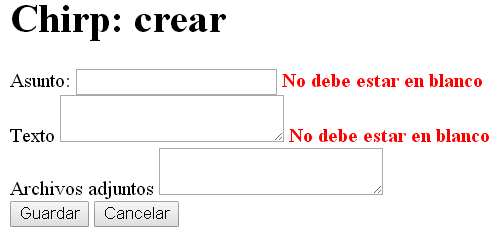 Chirp: crear
Asunto: No debe estar en blanco
Texto No debe estar en blanco
Archivos adjuntos
Guardar Cancelar